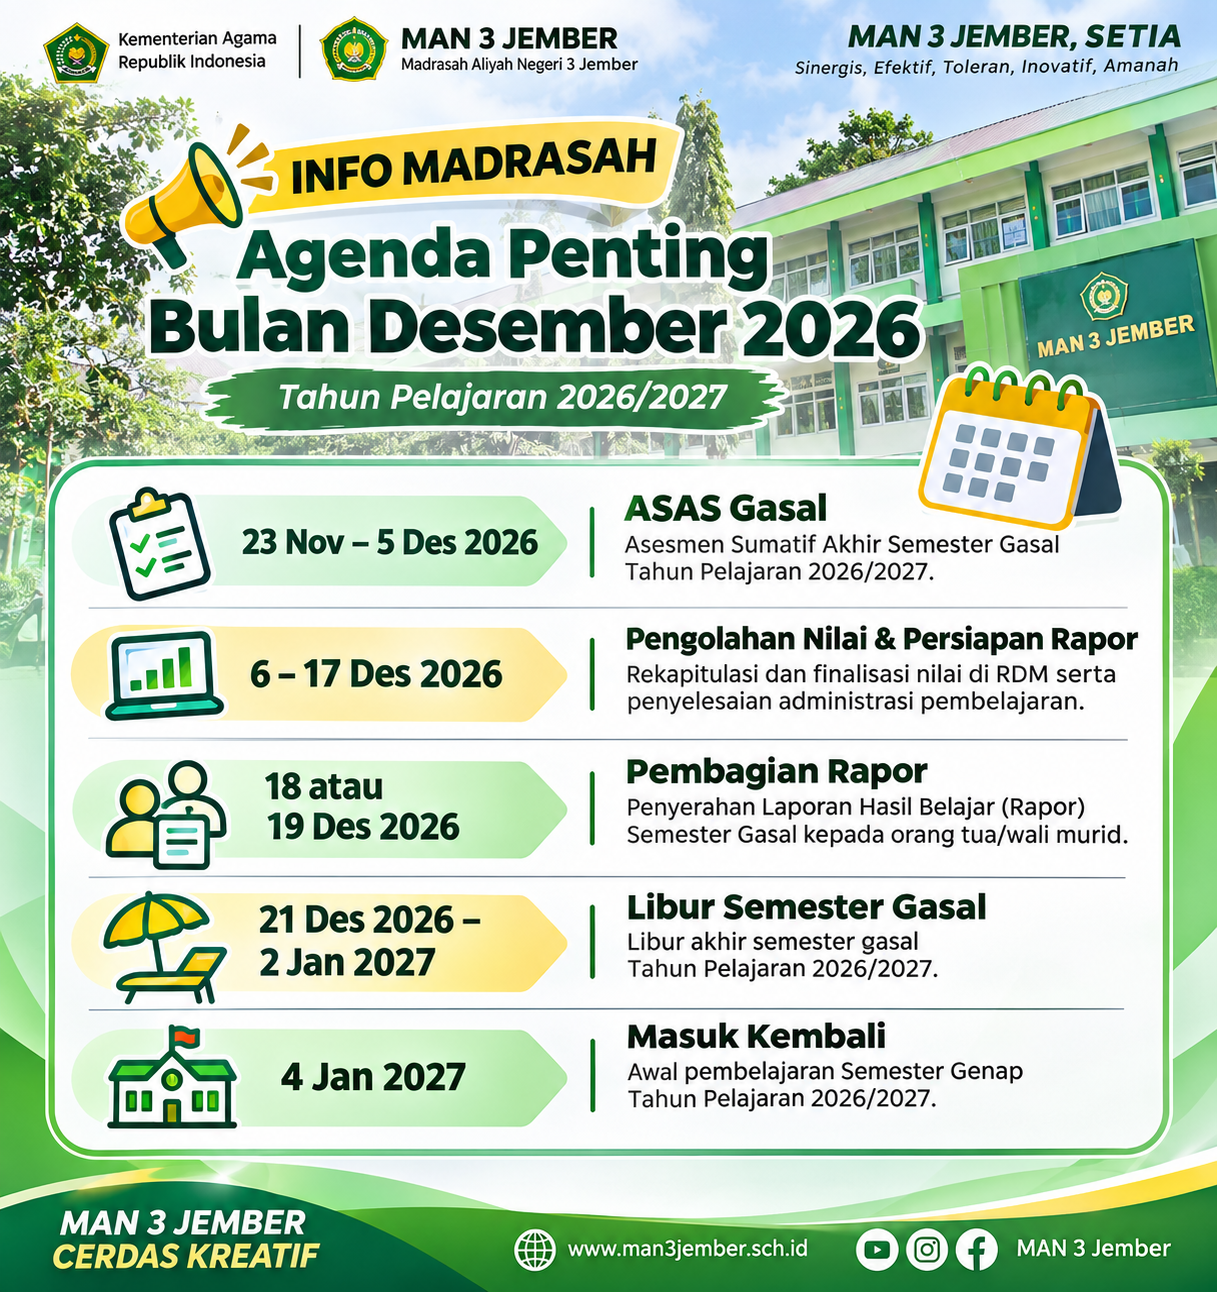 Kementerian Agama
Republik Indonesia
MAN 3 JEMBER
Madrasah Aliyah Negeri 3 Jember
MAN 3 JEMBER, SETIA
Sinergis, Efektif, Toleran, Inovatif, Amanah
INFO MADRASAH
Agenda Penting
Bulan Desember 2026
Tahun Pelajaran 2026/2027
MAN 3 JEMBER
23 Nov – 5 Des 2026
ASAS Gasal
Asesmen Sumatif Akhir Semester Gasal
Tahun Pelajaran 2026/2027.
6 – 17 Des 2026
Pengolahan Nilai & Persiapan Rapor
Rekapitulasi dan finalisasi nilai di RDM serta
penyelesaian administrasi pembelajaran.
18 atau
19 Des 2026
Pembagian Rapor
Penyerahan Laporan Hasil Belajar (Rapor)
Semester Gasal kepada orang tua/wali murid.
21 Des 2026 –
2 Jan 2027
Libur Semester Gasal
Libur akhir semester gasal
Tahun Pelajaran 2026/2027.
4 Jan 2027
Masuk Kembali
Awal pembelajaran Semester Genap
Tahun Pelajaran 2026/2027.
MAN 3 JEMBER
CERDAS KREATIF
www.man3jember.sch.id
MAN 3 Jember